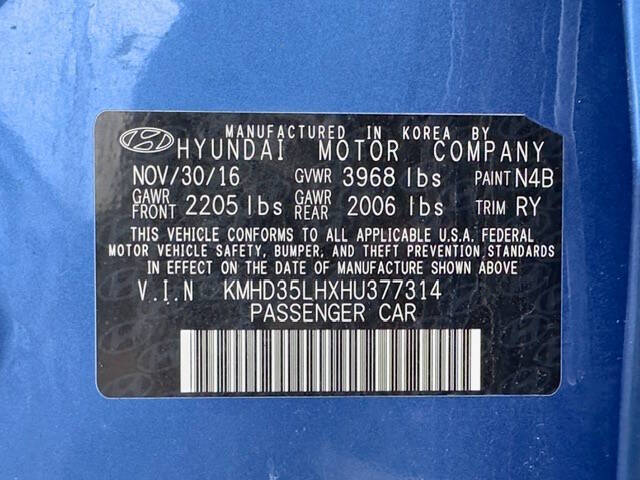 MANUFACTURED IN KOREA BY
HYUNDAI MOTOR COMPANY
NOV/30/16 GVWR 3968 lbs PAINT N4B
GAWR FRONT 2205 lbs GAWR REAR 2006 lbs TRIM RY
THIS VEHICLE CONFORMS TO ALL APPLICABLE U.S.A. FEDERAL
MOTOR VEHICLE SAFETY, BUMPER, AND THEFT PREVENTION STANDARDS
IN EFFECT ON THE DATE OF MANUFACTURE SHOWN ABOVE
V.I.N KMHD35LHXHU377314
PASSENGER CAR